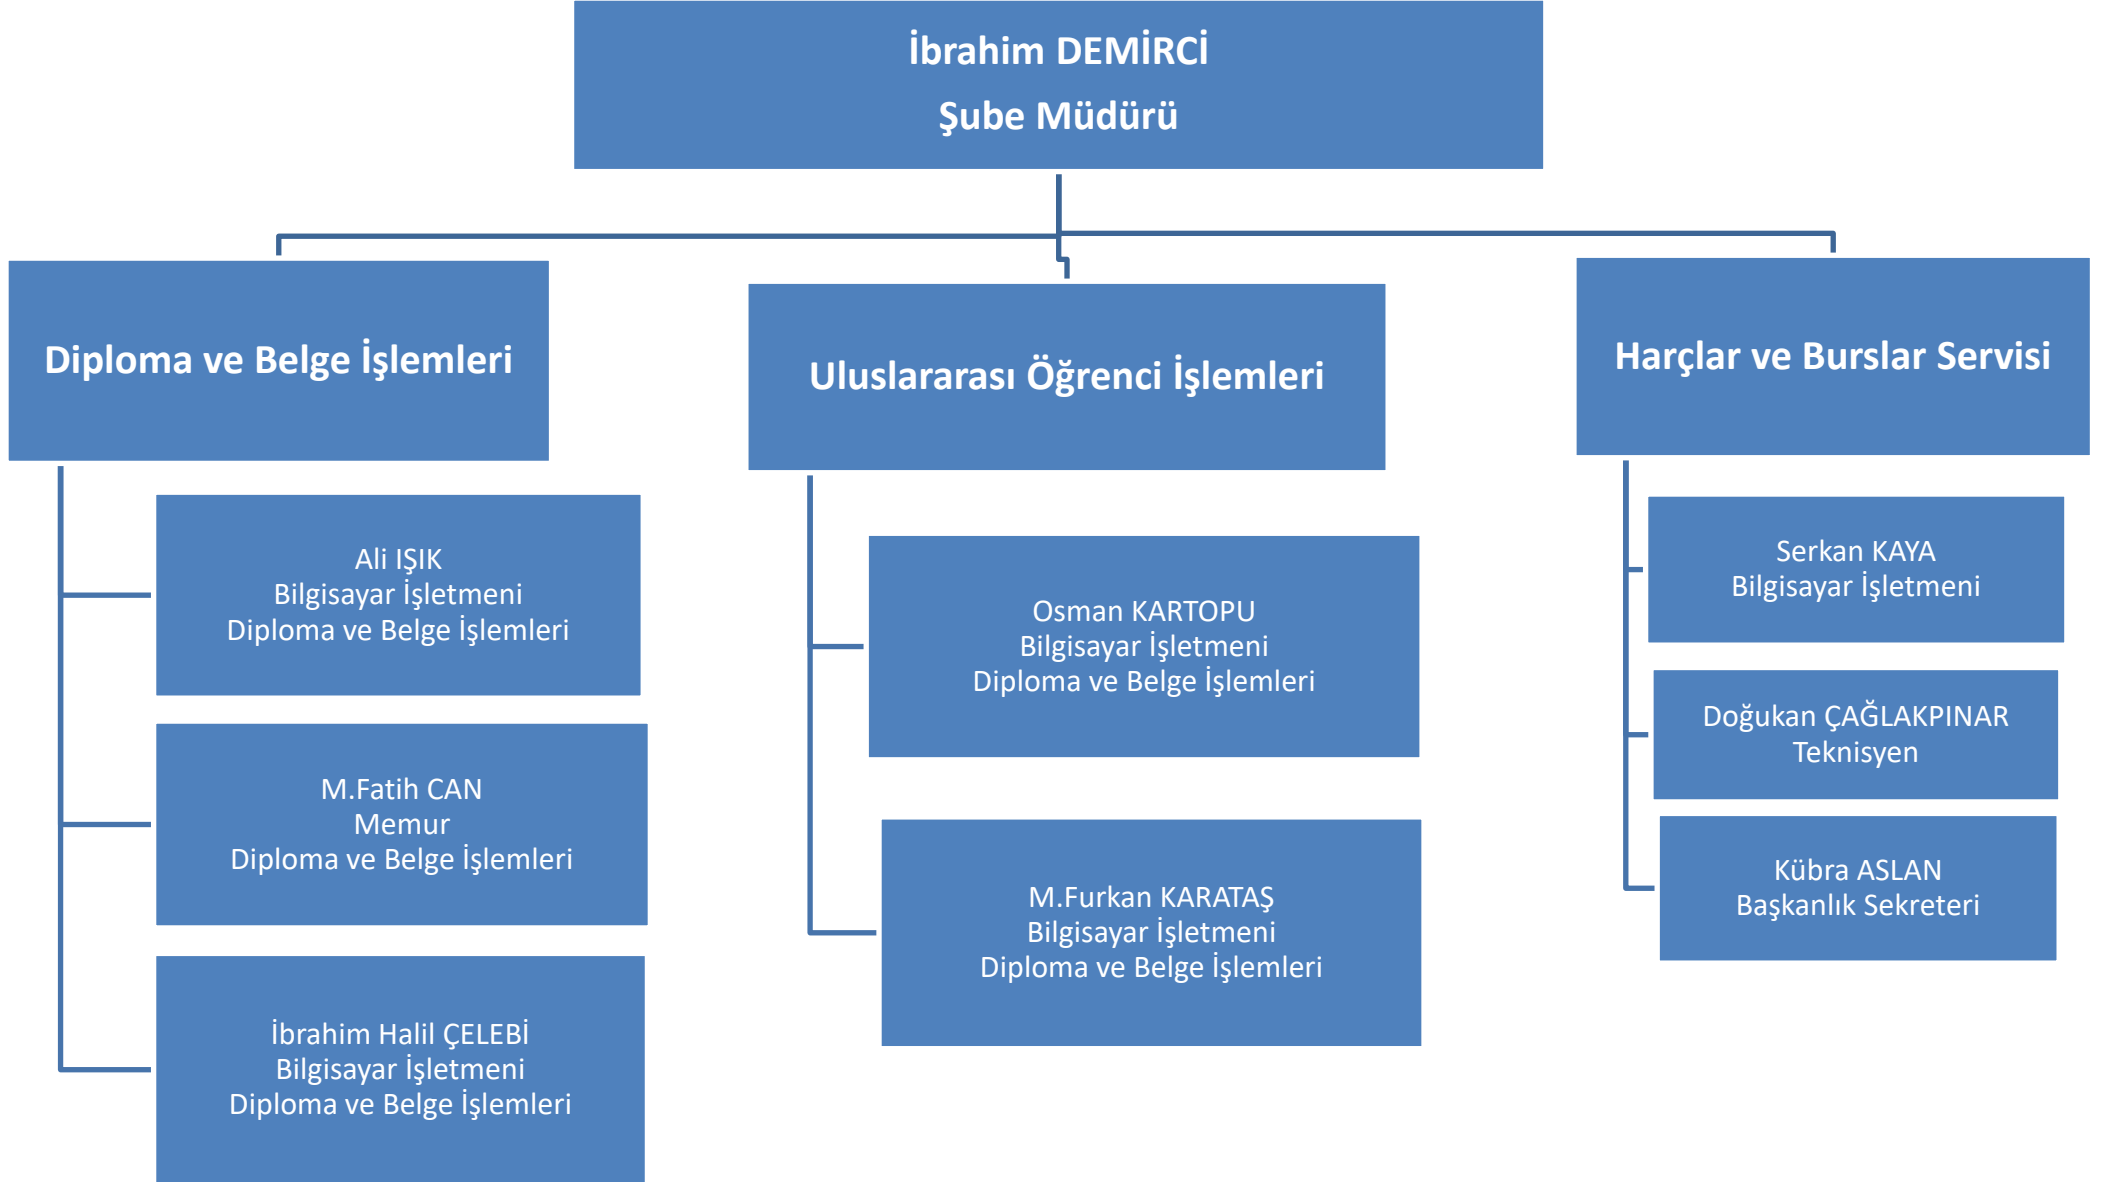 İbrahim DEMİRCİ
Şube Müdürü
Diploma ve Belge İşlemleri
Ali IŞIK
Bilgisayar İşletmeni
Diploma ve Belge İşlemleri
M.Fatih CAN
Memur
Diploma ve Belge İşlemleri
İbrahim Halil ÇELEBİ
Bilgisayar İşletmeni
Diploma ve Belge İşlemleri
Uluslararası Öğrenci İşlemleri
Osman KARTOPU
Bilgisayar İşletmeni
Diploma ve Belge İşlemleri
M.Furkan KARATAŞ
Bilgisayar İşletmeni
Diploma ve Belge İşlemleri
Harçlar ve Burslar Servisi
Serkan KAYA
Bilgisayar İşletmeni
Doğukan ÇAĞLAKPINAR
Teknisyen
Kübra ASLAN
Başkanlık Sekreteri